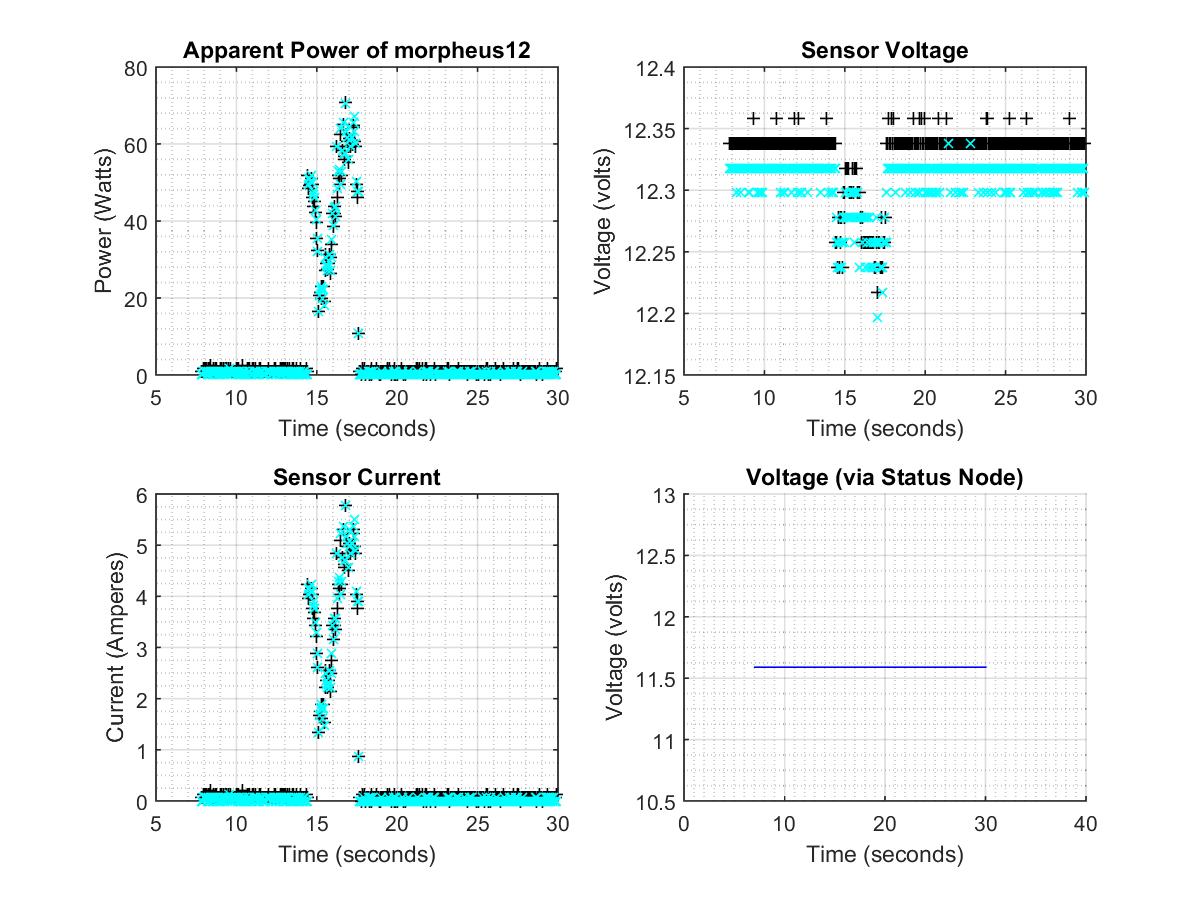 Apparent Power of morpheus12
80
60
40
20
0
5 10 15 20 25 30
Power (Watts)
Time (seconds)
Sensor Voltage
12.4
12.35
12.3
12.25
12.2
12.15
5 10 15 20 25 30
Voltage (volts)
Time (seconds)
Sensor Current
6
5
4
3
2
1
0
5 10 15 20 25 30
Current (Amperes)
Time (seconds)
Voltage (via Status Node)
13
12.5
12
11.5
11
10.5
0 10 20 30 40
Voltage (volts)
Time (seconds)